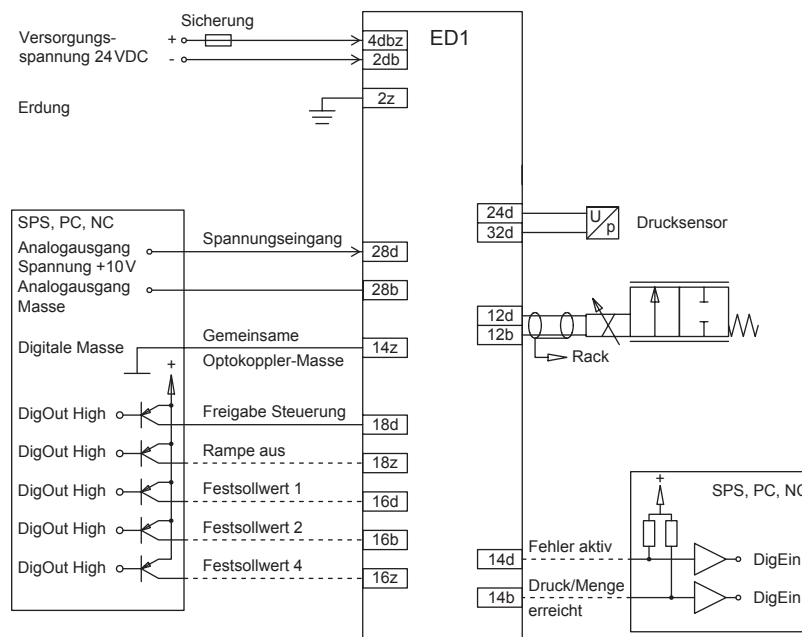 Sicherung
Versorgungs-
spannung 24VDC
+
-
4dbz
2db
ED1
Erdung
2z
SPS, PC, NC
Analogausgang
Spannung +10V
Spannungseingang
28d
Analogausgang
Masse
28b
Digitale Masse
Gemeinsame
Optokoppler-Masse
14z
+
DigOut High
Freigabe Steuerung
18d
DigOut High
Rampe aus
18z
DigOut High
Festsollwert 1
16d
DigOut High
Festsollwert 2
16b
DigOut High
Festsollwert 4
16z
24d
32d
U
p
Drucksensor
12d
12b
Rack
SPS, PC, NC
+
14d
Fehler aktiv
DigEin
14b
Druck/Menge
erreicht
DigEin